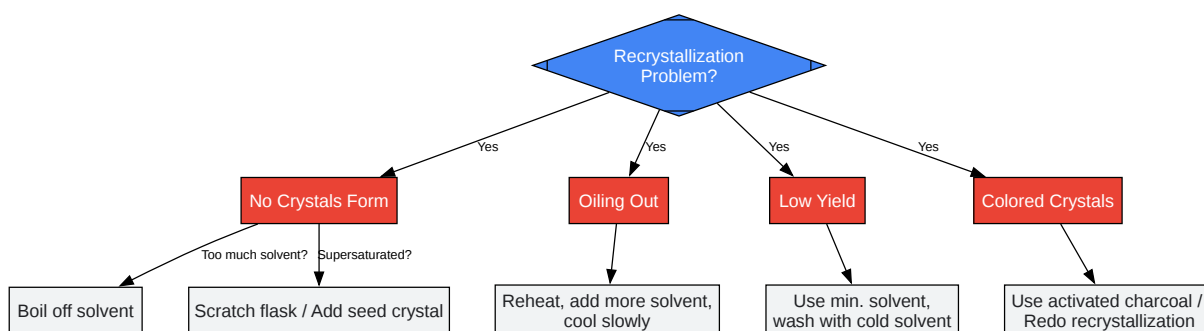 Recrystallization
Problem?
Yes
Yes
Yes
Yes
No Crystals Form
Oiling Out
Low Yield
Colored Crystals
Too much solvent?
Supersaturated?
Boil off solvent
Scratch flask / Add seed crystal
Reheat, add more solvent,
cool slowly
Use min. solvent,
wash with cold solvent
Use activated charcoal /
Redo recrystallization